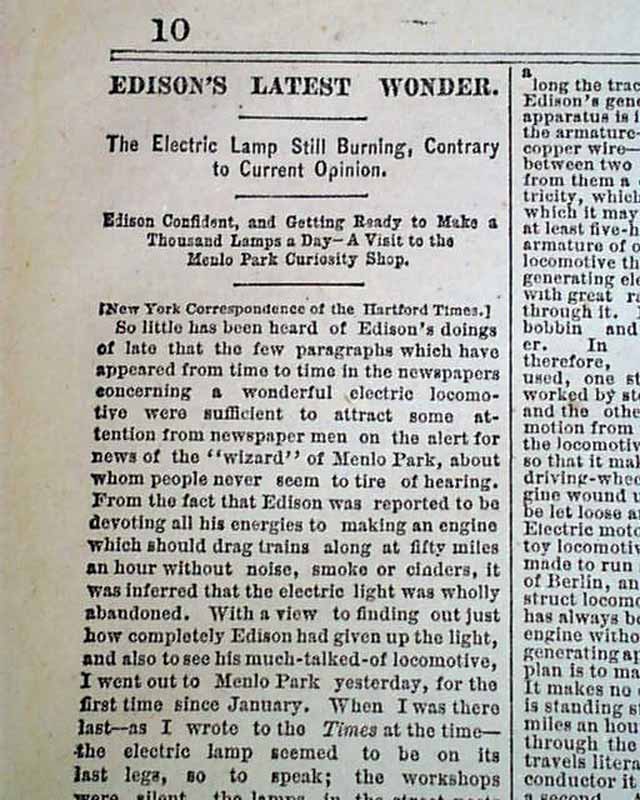 10
EDISON'S LATEST WONDER.
The Electric Lamp Still Burning, Contrary
to Current Opinion.
Edison Confident, and Getting Ready to Make a
Thousand Lamps a Day—A Visit to the
Menlo Park Curiosity Shop.
[New York Correspondence of the Hartford Times.]
So little has been heard of Edison's doings
of late that the few paragraphs which have
appeared from time to time in the newspapers
concerning a wonderful electric locomo-
tive were sufficient to attract some at-
tention from newspaper men on the alert for
news of the "wizard" of Menlo Park, about
whom people never seem to tire of hearing.
From the fact that Edison was reported to be
devoting all his energies to making an engine
which should drag trains along at fifty miles
an hour without noise, smoke or cinders, it
was inferred that the electric light was wholly
abandoned. With a view to finding out just
how completely Edison had given up the light,
and also to see his much-talked-of locomotive,
I went out to Menlo Park yesterday, for the
first time since January. When I was there
last—as I wrote to the Times at the time—
the electric lamp seemed to be on its
last legs, so to speak; the workshops
were silent, the lamps in the
a
long the trac
Edison's gene
apparatus is i
the armature-
copper wire—
between two
from them a
tricity, which
which it may
at least five-h
armature of o
locomotive th
generating ele
with great r
through it.
bobbin and
er. In
therefore,
used, one st
worked by ste
and the othe
motion from
the locomotiv
so that it mak
driving-whee
gine wound u
be let loose a
Electric moto
toy locomotiv
made to run
of Berlin, an
struct locomo
has always be
engine witho
generating ap
plan is to ma
It makes no
is standing st
miles an hou
through the
travels litera
conductor it
a second.